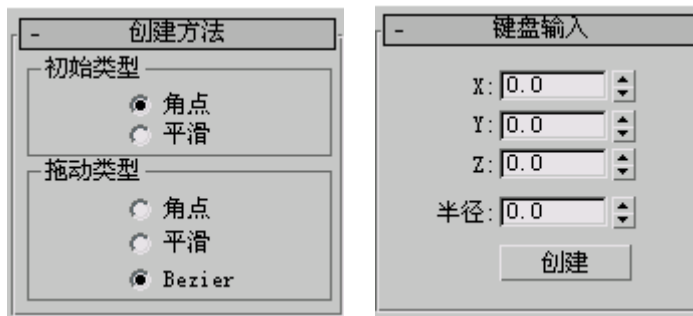 - 创建方法
初始类型
角点
平滑
拖动类型
角点
平滑
Bezier
- 键盘输入
X: 0.0
Y: 0.0
Z: 0.0
半径: 0.0
创建